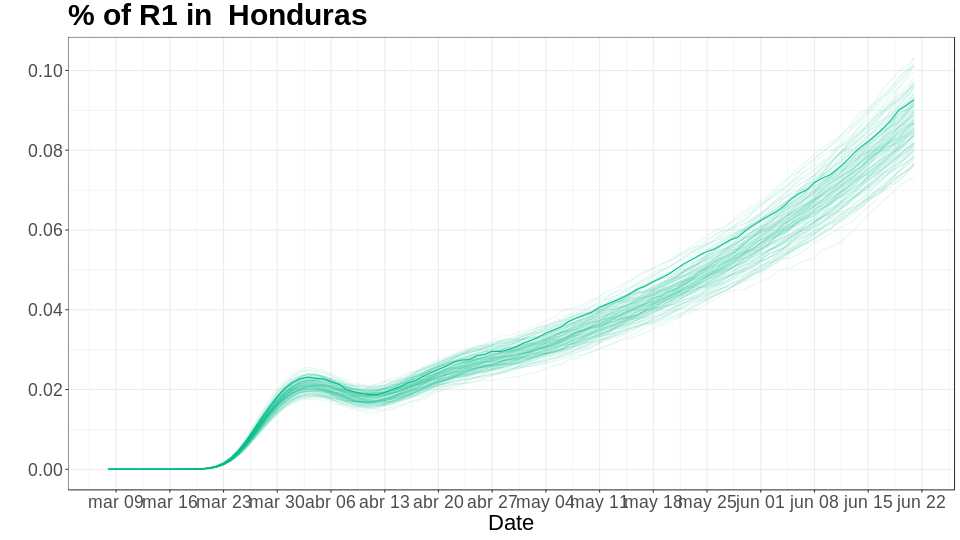 % of R1 in  Honduras
0.10
0.08
0.06
0.04
0.02
0.00
mar 09 mar 16 mar 23 mar 30 abr 06 abr 13 abr 20 abr 27 may 04 may 11 may 18 may 25 jun 01 jun 08 jun 15 jun 22
Date